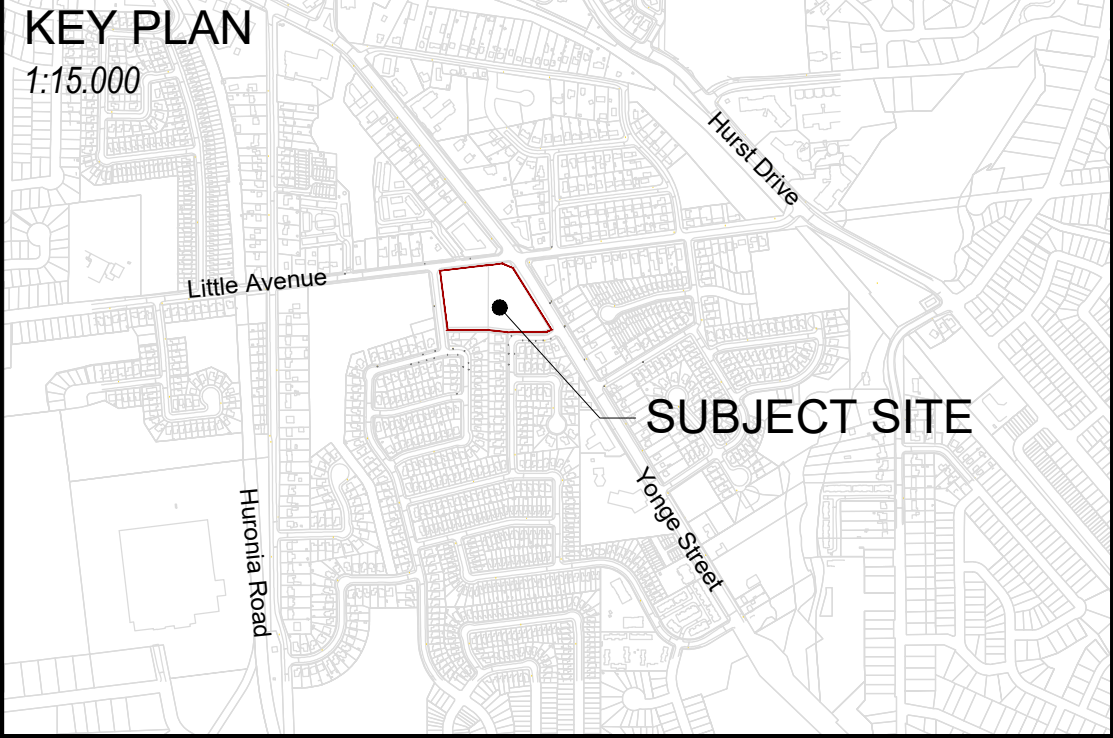 KEY PLAN
1:15.000
Hurst Drive
Little Avenue
SUBJECT SITE
Yonge Street
Huronia Road